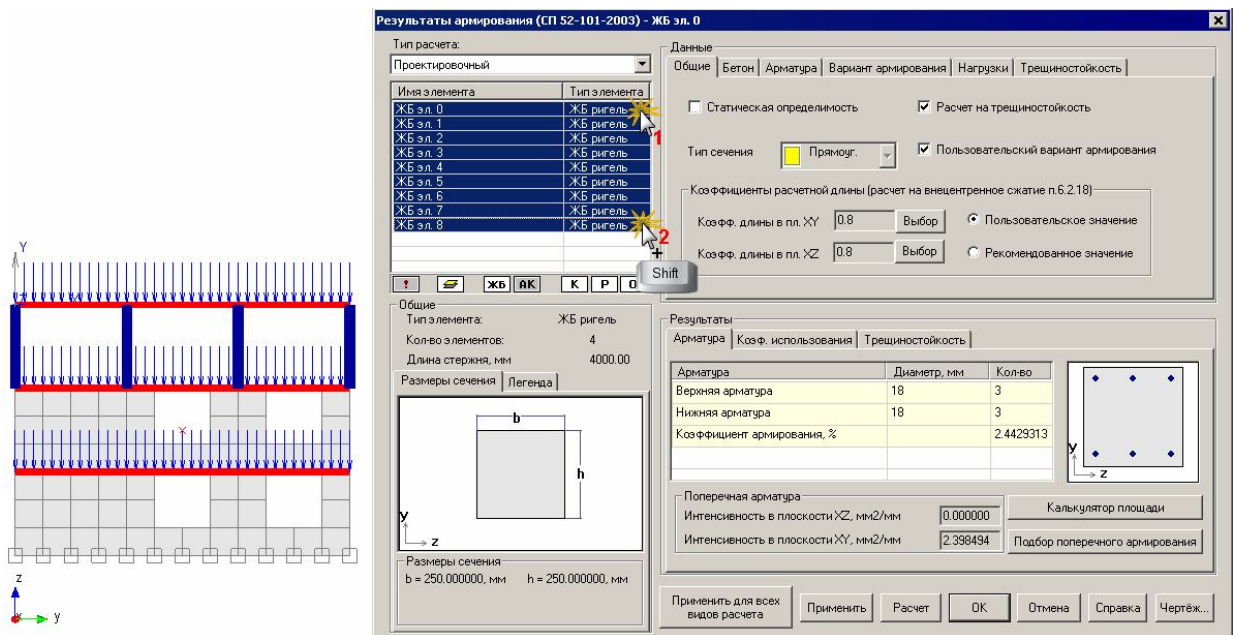 Результаты армирования (СП 52-101-2003) - ЖБ эл. 0
Тип расчета:
Проектировочный
Имя элемента Тип элемента
ЖБ эл. 0 ЖБ ригель
ЖБ эл. 1 ЖБ ригель
ЖБ эл. 2 ЖБ ригель
ЖБ эл. 3 ЖБ ригель
ЖБ эл. 4 ЖБ ригель
ЖБ эл. 5 ЖБ ригель
ЖБ эл. 6 ЖБ ригель
ЖБ эл. 7 ЖБ ригель
ЖБ эл. 8 ЖБ ригель
1
2
+
Shift
! ЖБ АК К Р
Общие
Тип элемента: ЖБ ригель
Кол-во элементов: 4
Длина стержня, мм 4000.00
Размеры сечения Легенда
b
h
y
z
Размеры сечения
b = 250.000000, мм h = 250.000000, мм
Данные
Общие Бетон Арматура Вариант армирования Нагрузки Трещиностойкость
Статическая определимость Расчет на трещиностойкость
Тип сечения Прямоуг. Пользовательский вариант армирования
Коэффициенты расчетной длины (расчет на внецентренное сжатие п.6.2.18)
Коэфф. длины в пл. XY 0.8 Выбор Пользовательское значение
Коэфф. длины в пл. XZ 0.8 Выбор Рекомендованное значение
Результаты
Арматура Коэф. использования Трещиностойкость
Арматура Диаметр, мм Кол-во
Верхняя арматура 18 3
Нижняя арматура 18 3
Коэффициент армирования, % 2.4429313
y
z
Поперечная арматура
Интенсивность в плоскости XZ, мм2/мм 0.000000
Интенсивность в плоскости XY, мм2/мм 2.398494
Калькулятор площади
Подбор поперечного армирования
Применить для всех
видов расчета
Применить Расчет OK Отмена Справка Чертёж...
Y
z
y